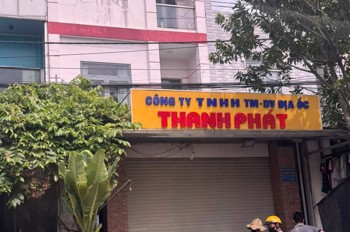 CÔNG TY TNHH TM-DV ĐỊA ỐC
THANH PHÁT